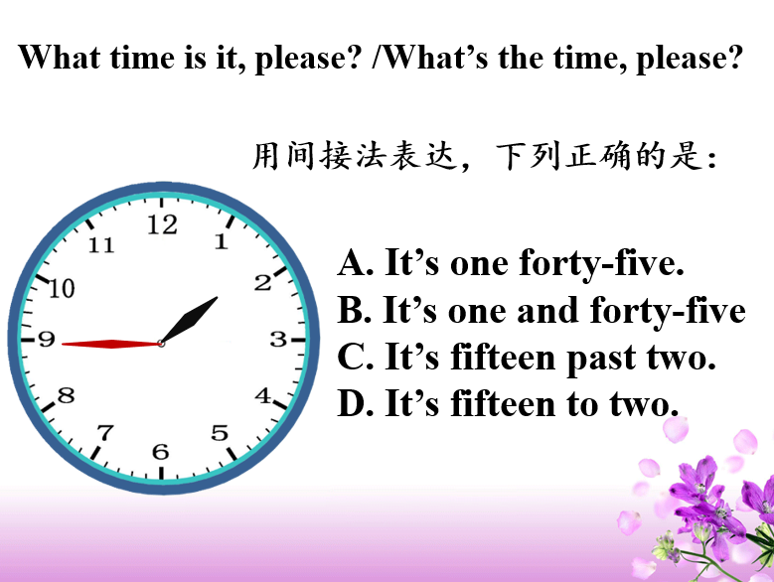 What time is it, please? /What's the time, please?
用间接法表达，下列正确的是：
12
11
1
10
2
9
3
8
4
7
5
6
A. It's one forty-five.
B. It's one and forty-five
C. It's fifteen past two.
D. It's fifteen to two.